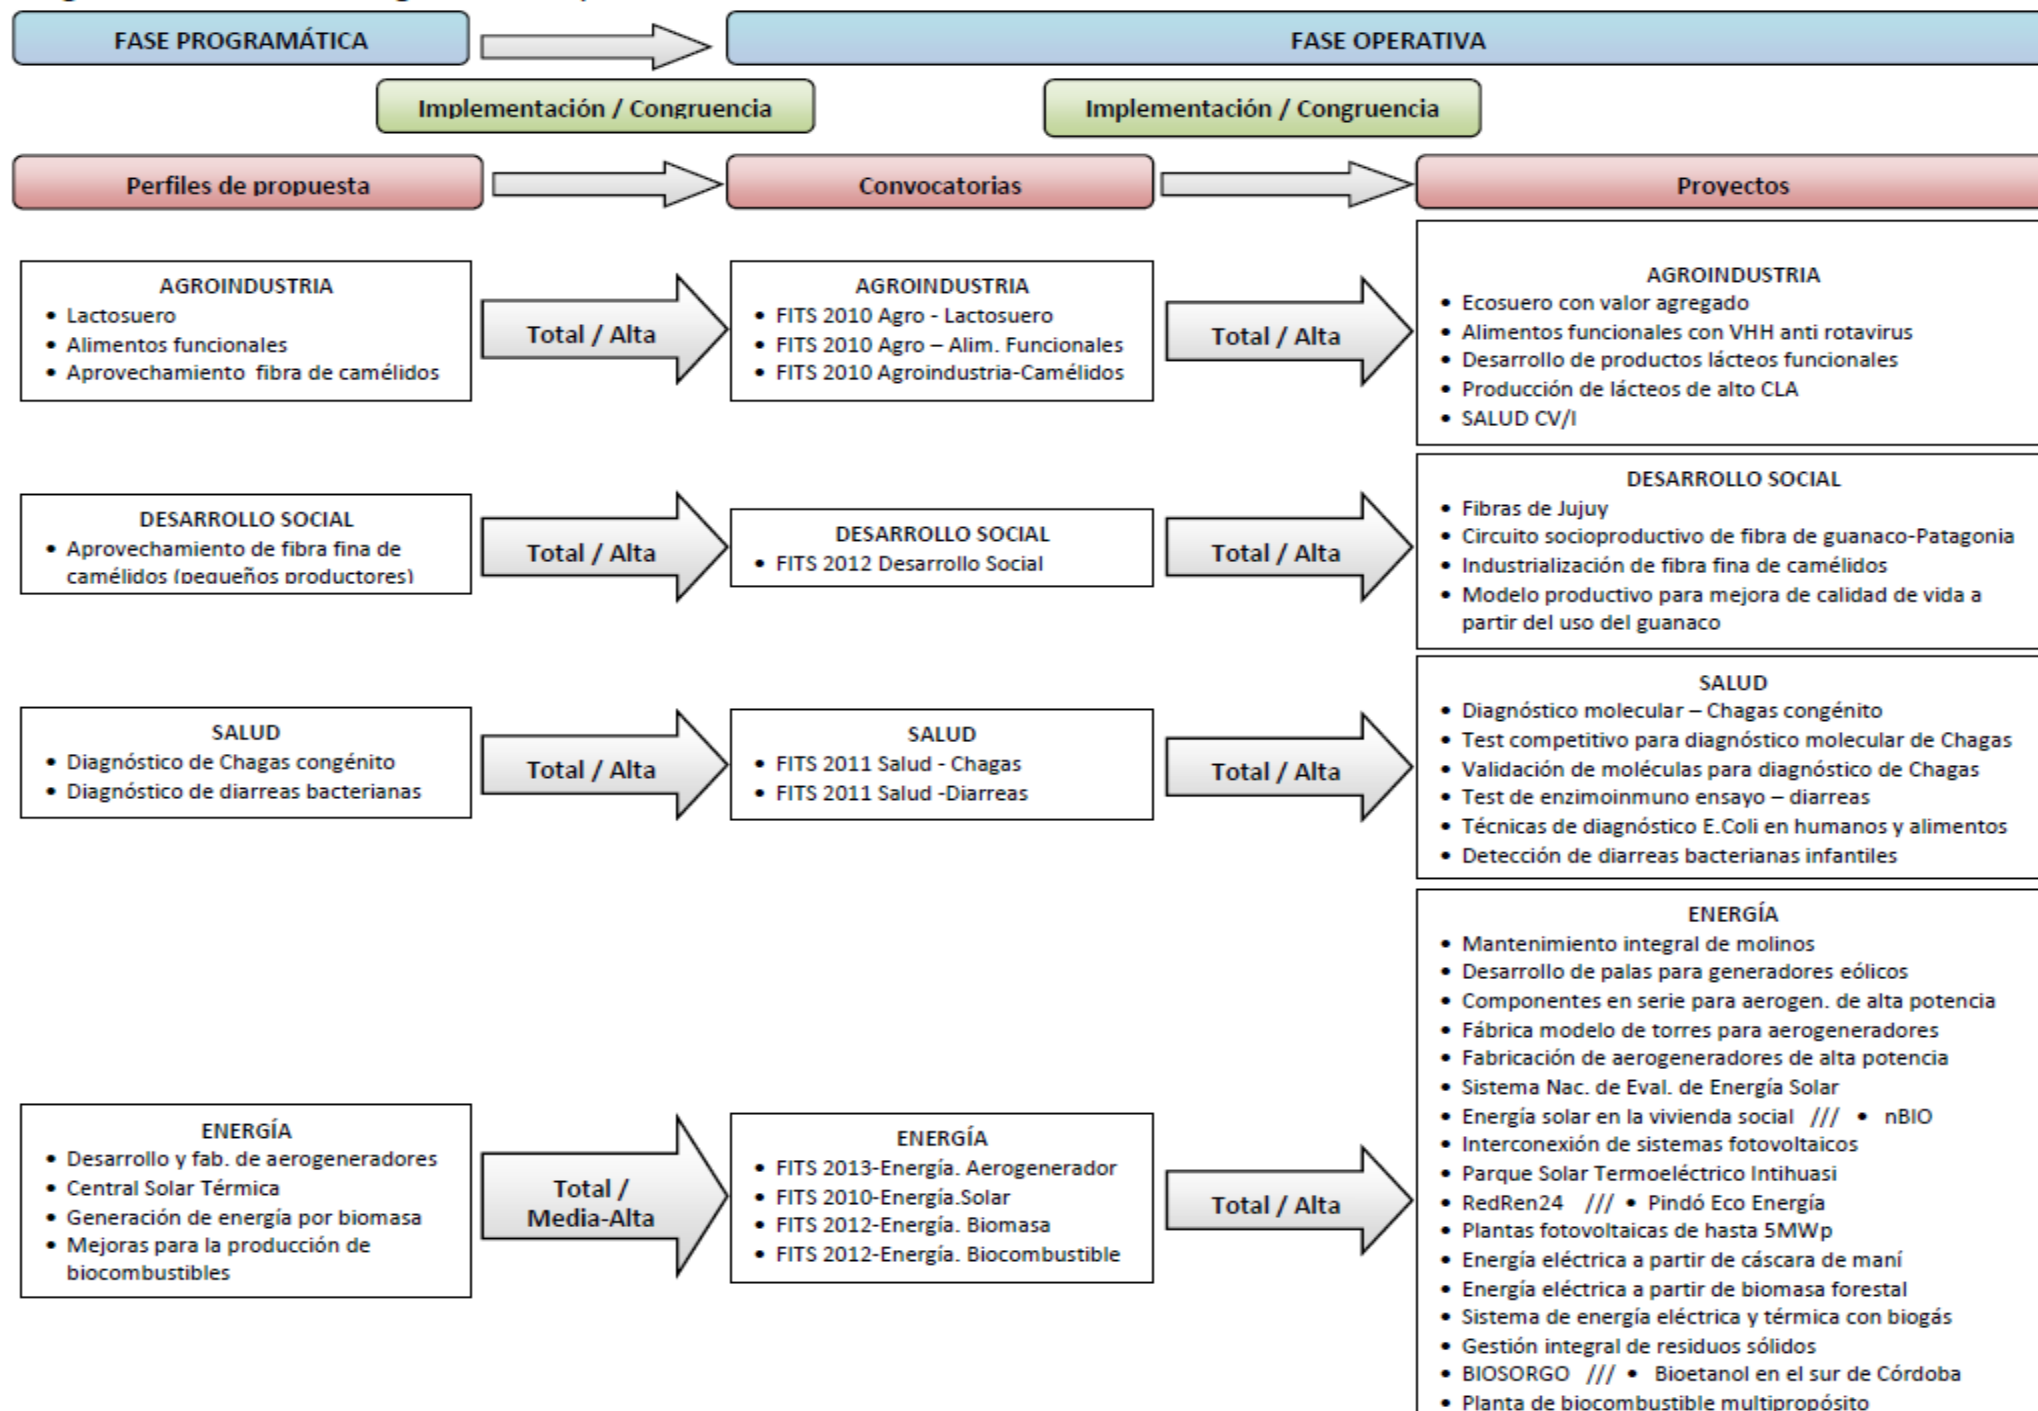 FASE PROGRAMÁTICA
FASE OPERATIVA
Implementación / Congruencia
Implementación / Congruencia
Perfiles de propuesta
Convocatorias
Proyectos
AGROINDUSTRIA
• Lactosuero
• Alimentos funcionales
• Aprovechamiento fibra de camélidos
Total / Alta
AGROINDUSTRIA
• FITS 2010 Agro - Lactosuero
• FITS 2010 Agro – Alim. Funcionales
• FITS 2010 Agroindustria-Camélidos
Total / Alta
AGROINDUSTRIA
• Ecosuero con valor agregado
• Alimentos funcionales con VHH anti rotavirus
• Desarrollo de productos lácteos funcionales
• Producción de lácteos de alto CLA
• SALUD CV/I
DESARROLLO SOCIAL
• Aprovechamiento de fibra fina de
camélidos (pequeños productores)
Total / Alta
DESARROLLO SOCIAL
• FITS 2012 Desarrollo Social
Total / Alta
DESARROLLO SOCIAL
• Fibras de Jujuy
• Circuito socioproductivo de fibra de guanaco-Patagonia
• Industrialización de fibra fina de camélidos
• Modelo productivo para mejora de calidad de vida a
partir del uso del guanaco
SALUD
• Diagnóstico de Chagas congénito
• Diagnóstico de diarreas bacterianas
Total / Alta
SALUD
• FITS 2011 Salud - Chagas
• FITS 2011 Salud -Diarreas
Total / Alta
SALUD
• Diagnóstico molecular – Chagas congénito
• Test competitivo para diagnóstico molecular de Chagas
• Validación de moléculas para diagnóstico de Chagas
• Test de enzimoinmuno ensayo – diarreas
• Técnicas de diagnóstico E.Coli en humanos y alimentos
• Detección de diarreas bacterianas infantiles
ENERGÍA
• Desarrollo y fab. de aerogeneradores
• Central Solar Térmica
• Generación de energía por biomasa
• Mejoras para la producción de
biocombustibles
Total /
Media-Alta
ENERGÍA
• FITS 2013-Energía. Aerogenerador
• FITS 2010-Energía.Solar
• FITS 2012-Energía. Biomasa
• FITS 2012-Energía. Biocombustible
Total / Alta
ENERGÍA
• Mantenimiento integral de molinos
• Desarrollo de palas para generadores eólicos
• Componentes en serie para aerogen. de alta potencia
• Fábrica modelo de torres para aerogeneradores
• Fabricación de aerogeneradores de alta potencia
• Sistema Nac. de Eval. de Energía Solar
• Energía solar en la vivienda social /// • nBIO
• Interconexión de sistemas fotovoltaicos
• Parque Solar Termoeléctrico Intihuasi
• RedRen24 /// • Pindó Eco Energía
• Plantas fotovoltaicas de hasta 5MWp
• Energía eléctrica a partir de cáscara de maní
• Energía eléctrica a partir de biomasa forestal
• Sistema de energía eléctrica y térmica con biogás
• Gestión integral de residuos sólidos
• BIOSORGO /// • Bioetanol en el sur de Córdoba
• Planta de biocombustible multipropósito